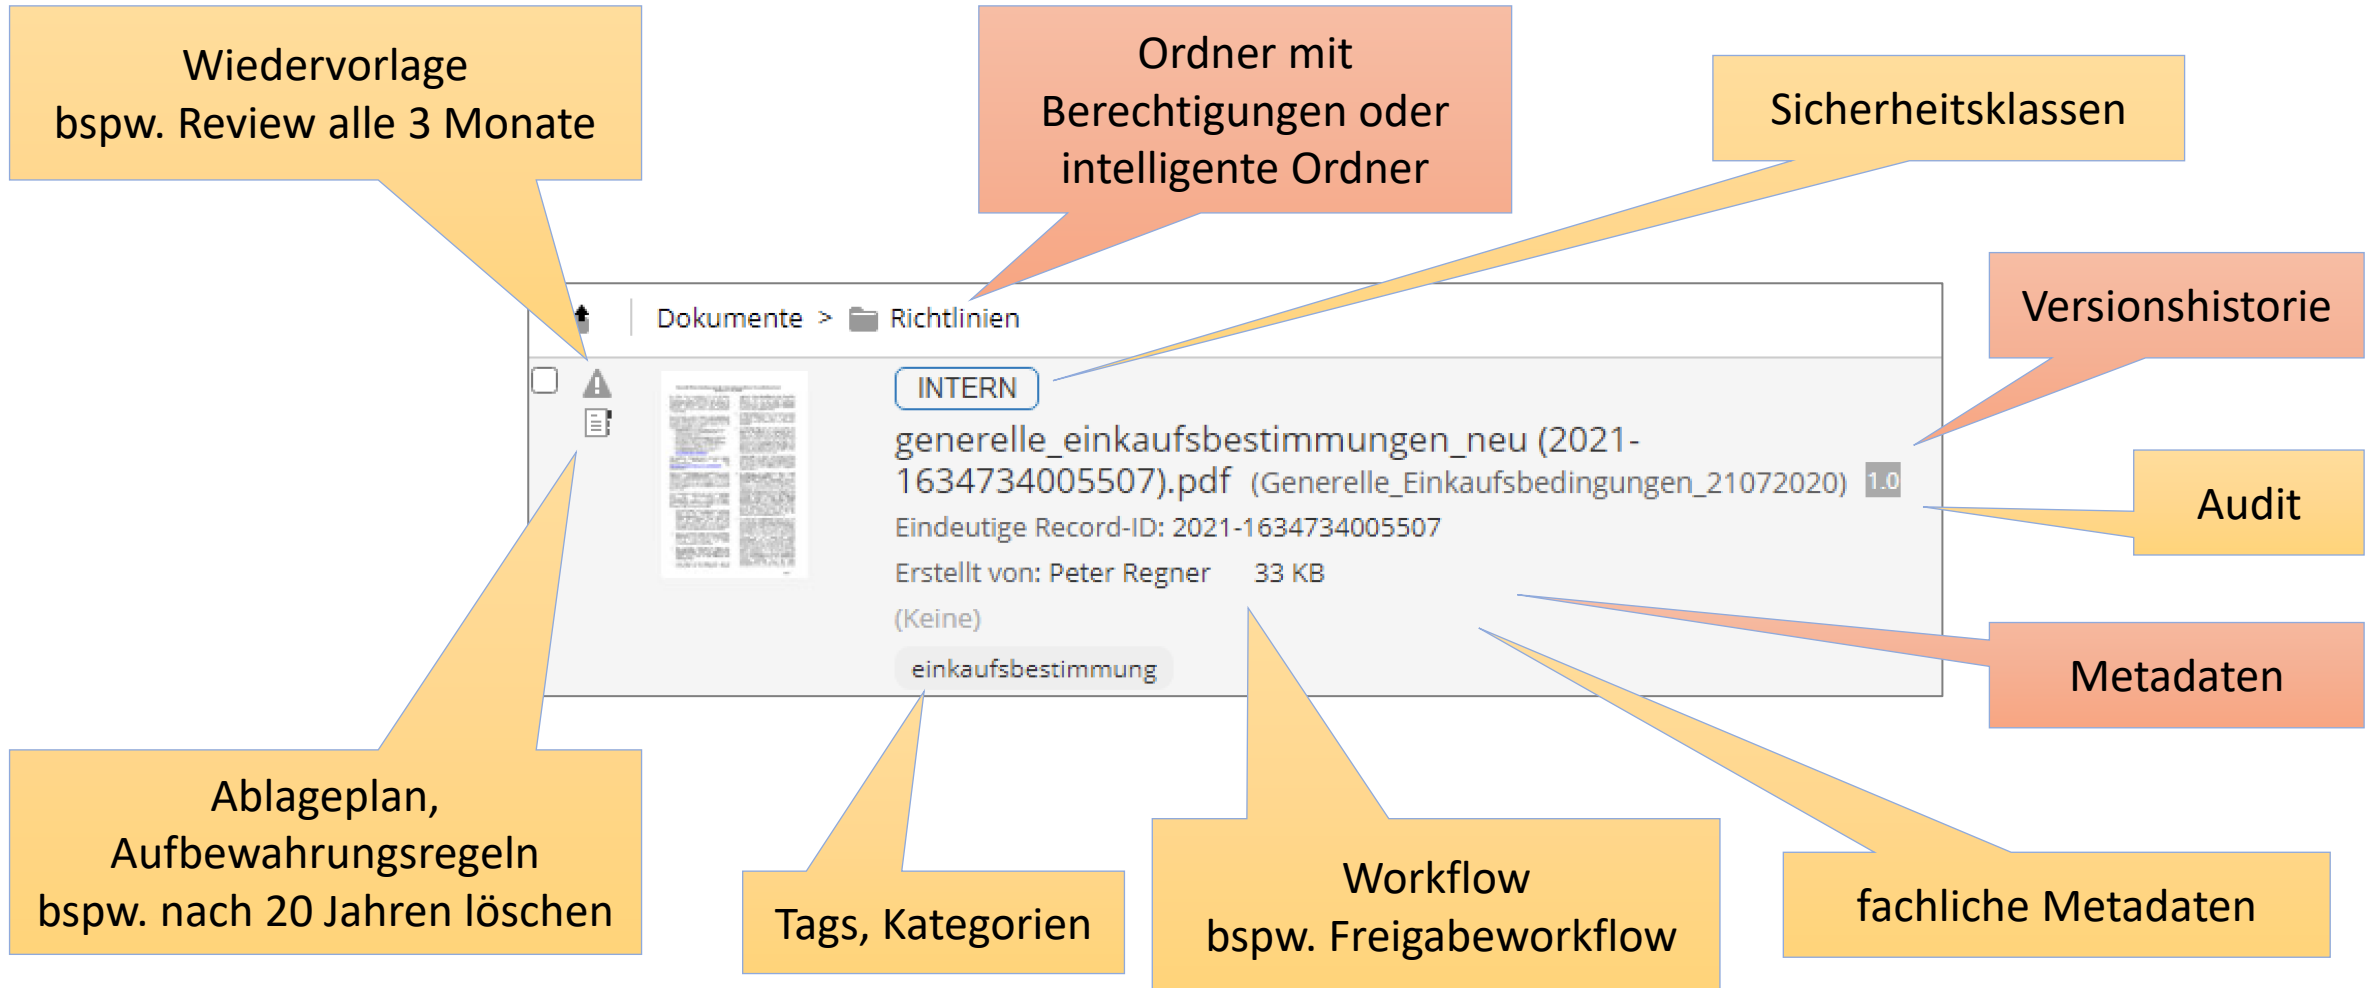 Wiedervorlage
bspw. Review alle 3 Monate
Ordner mit
Berechtigungen oder
intelligente Ordner
Sicherheitsklassen
Versionshistorie
Audit
Metadaten
Dokumente > Richtlinien
INTERN
generelle_einkaufsbestimmungen_neu (2021-
1634734005507).pdf (Generelle_Einkaufsbedingungen_21072020) 1.0
Eindeutige Record-ID: 2021-1634734005507
Erstellt von: Peter Regner 33 KB
(Keine)
einkaufsbestimmung
Ablageplan,
Aufbewahrungsregeln
bspw. nach 20 Jahren löschen
Tags, Kategorien
Workflow
bspw. Freigabeworkflow
fachliche Metadaten